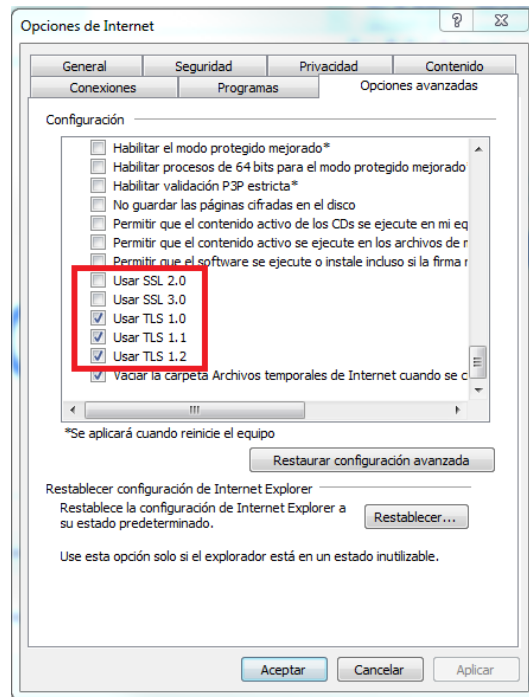 Opciones de Internet
General
Seguridad
Privacidad
Contenido
Conexiones
Programas
Opciones avanzadas
Configuración
Habilitar el modo protegido mejorado*
Habilitar procesos de 64 bits para el modo protegido mejorado
Habilitar validación P3P estricta*
No guardar las páginas cifradas en el disco
Permitir que el contenido activo de los CDs se ejecute en mi eq
Permitir que el contenido activo se ejecute en los archivos de
Permitir que el software se ejecute o instale incluso si la firma
Usar SSL 2.0
Usar SSL 3.0
Usar TLS 1.0
Usar TLS 1.1
Usar TLS 1.2
Vaciar la carpeta Archivos temporales de Internet cuando se c
*Se aplicará cuando reinicie el equipo
Restaurar configuración avanzada
Restablecer configuración de Internet Explorer
Restablece la configuración de Internet Explorer a
su estado predeterminado.
Restablecer...
Use esta opción solo si el explorador está en un estado inutilizable.
Aceptar
Cancelar
Aplicar